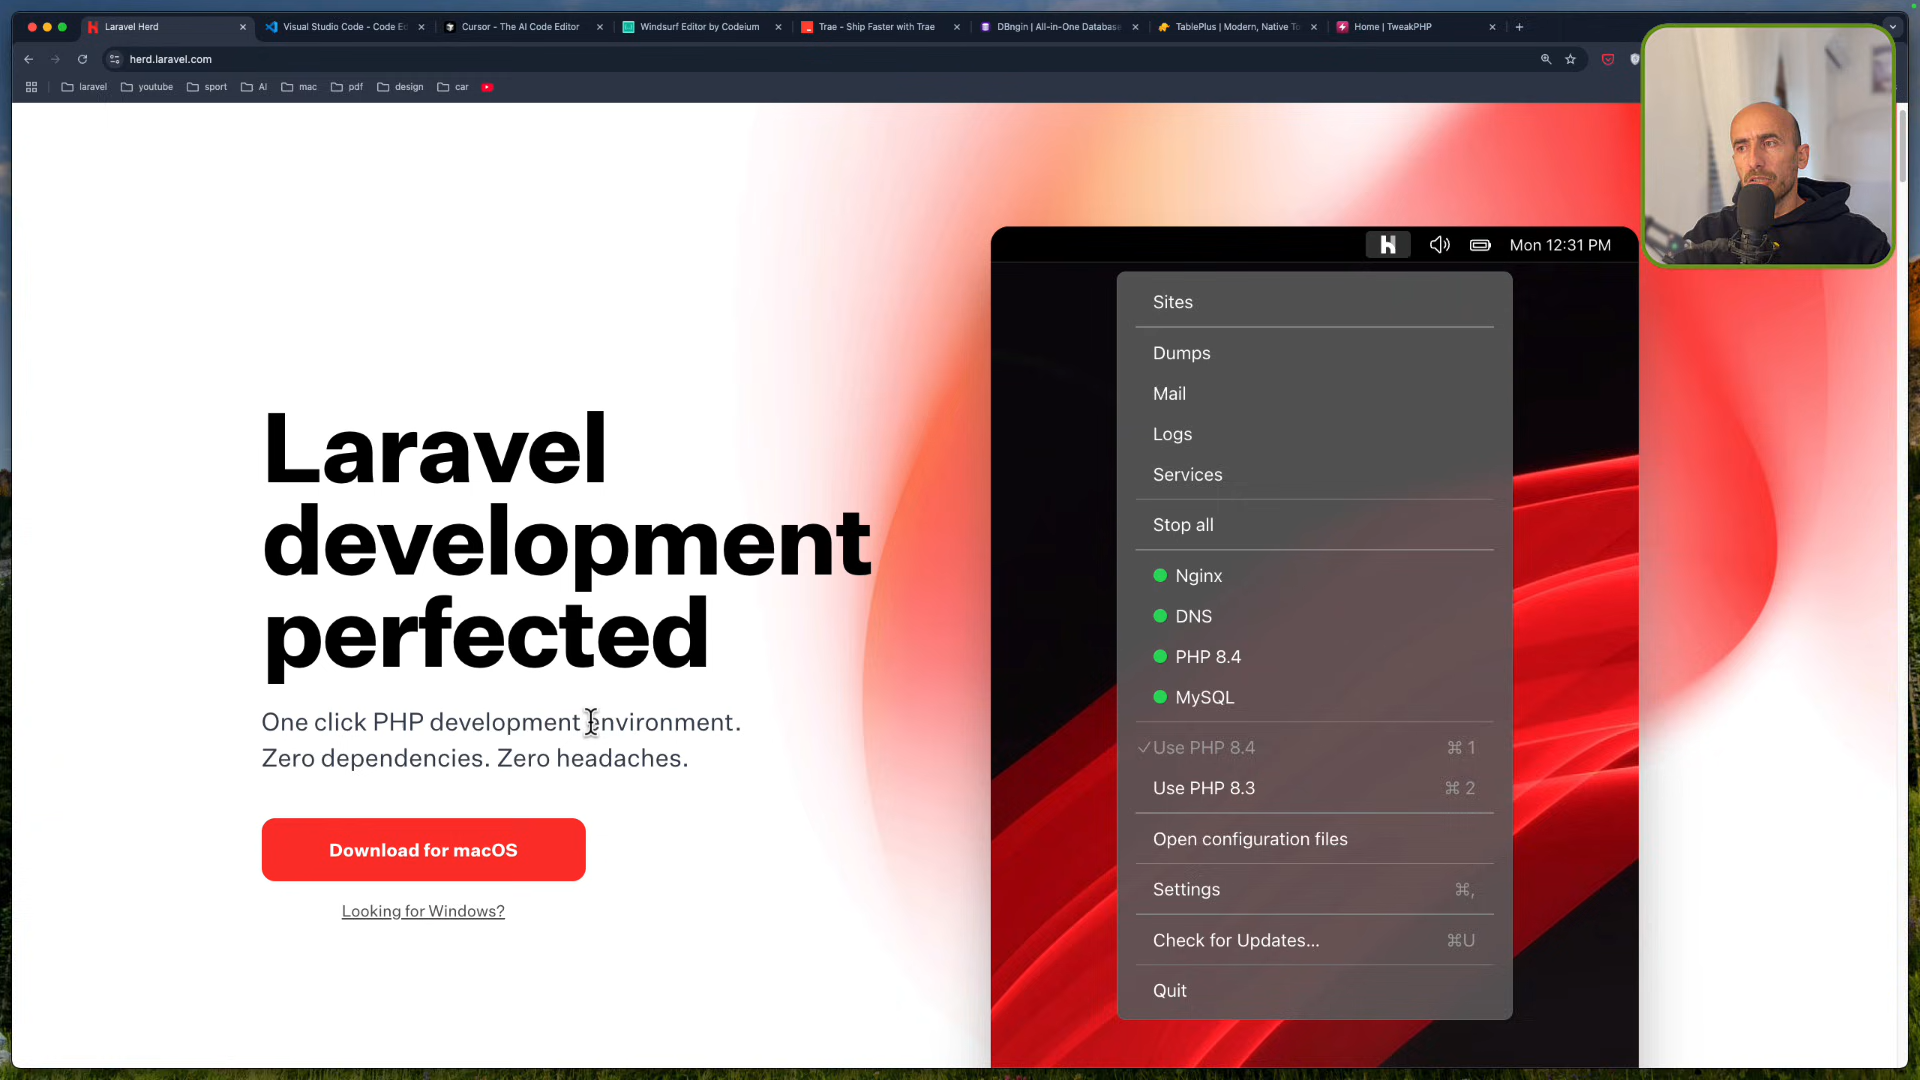 Laravel Herd
Visual Studio Code - Code Ed
Cursor - The AI Code Editor
Windsurf Editor by Codeium
Trae - Ship Faster with Trae
DBngin | All-in-One Database
TablePlus | Modern, Native To
Home | TweakPHP
herd.laravel.com
laravel
youtube
sport
AI
mac
pdf
design
car
Laravel
development
perfected
One click PHP development environment.
Zero dependencies. Zero headaches.
Download for macOS
Looking for Windows?
Mon 12:31 PM
Sites
Dumps
Mail
Logs
Services
Stop all
Nginx
DNS
PHP 8.4
MySQL
✓Use PHP 8.4 ⌘ 1
Use PHP 8.3 ⌘ 2
Open configuration files
Settings ⌘,
Check for Updates... ⌘U
Quit